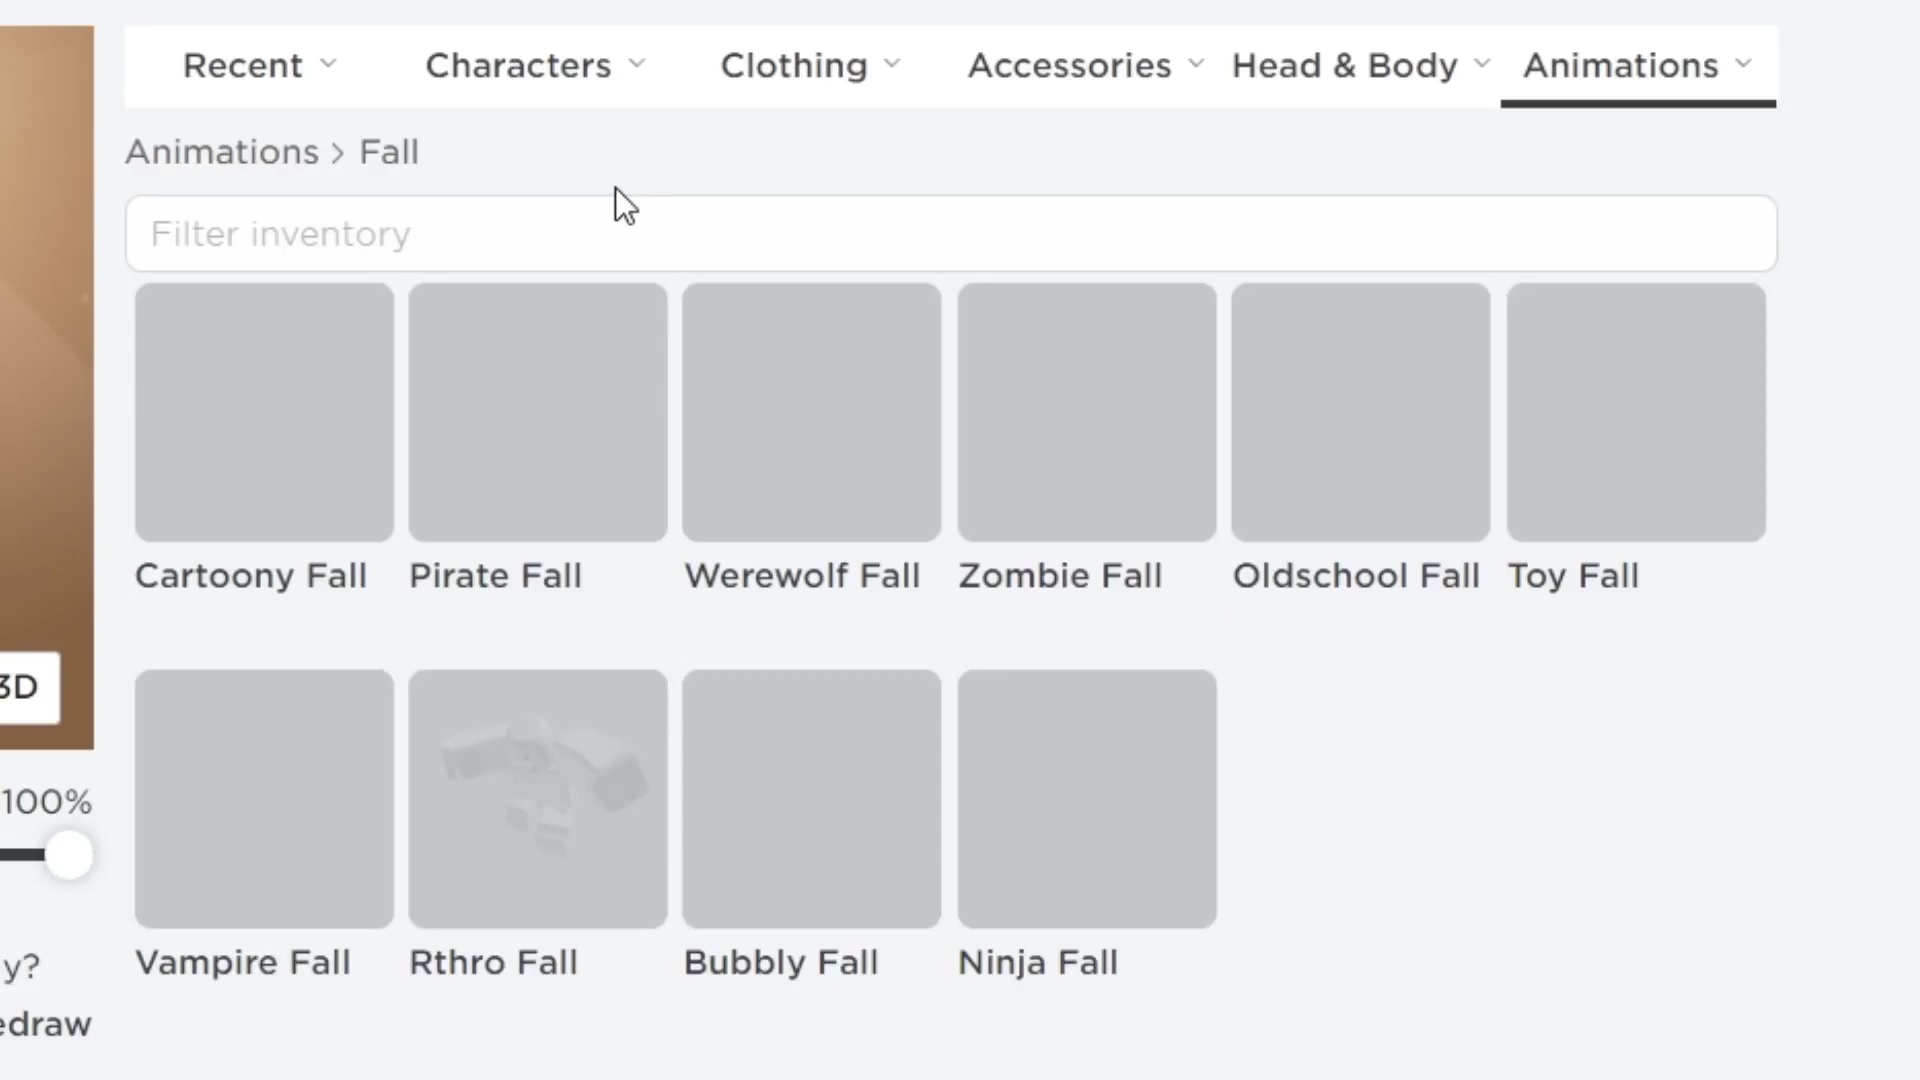 Recent Characters Clothing Accessories Head & Body Animations
Animations > Fall
Filter inventory
Cartoony Fall Pirate Fall Werewolf Fall Zombie Fall Oldschool Fall Toy Fall
3D
100%
Vampire Fall Rthro Fall Bubbly Fall Ninja Fall
y?
edraw